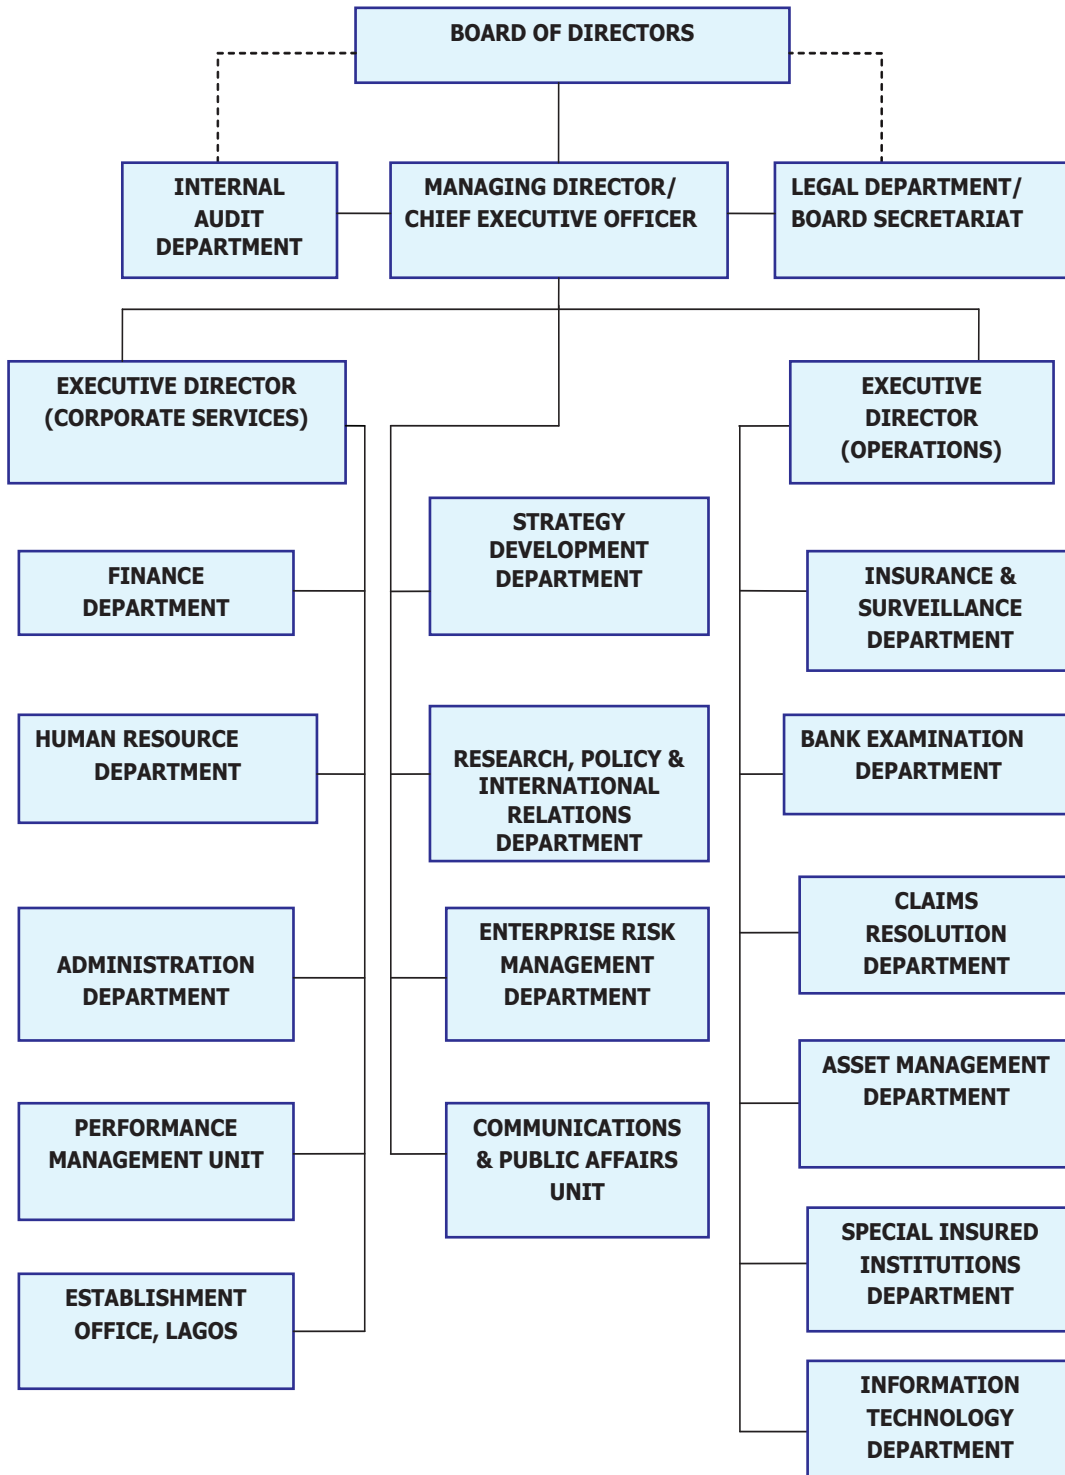 BOARD OF DIRECTORS
INTERNAL
AUDIT
DEPARTMENT
MANAGING DIRECTOR/
CHIEF EXECUTIVE OFFICER
LEGAL DEPARTMENT/
BOARD SECRETARIAT
EXECUTIVE DIRECTOR
(CORPORATE SERVICES)
EXECUTIVE
DIRECTOR
(OPERATIONS)
FINANCE
DEPARTMENT
HUMAN RESOURCE
DEPARTMENT
ADMINISTRATION
DEPARTMENT
PERFORMANCE
MANAGEMENT UNIT
ESTABLISHMENT
OFFICE, LAGOS
STRATEGY
DEVELOPMENT
DEPARTMENT
RESEARCH, POLICY &
INTERNATIONAL
RELATIONS
DEPARTMENT
ENTERPRISE RISK
MANAGEMENT
DEPARTMENT
COMMUNICATIONS
& PUBLIC AFFAIRS
UNIT
INSURANCE &
SURVEILLANCE
DEPARTMENT
BANK EXAMINATION
DEPARTMENT
CLAIMS
RESOLUTION
DEPARTMENT
ASSET MANAGEMENT
DEPARTMENT
SPECIAL INSURED
INSTITUTIONS
DEPARTMENT
INFORMATION
TECHNOLOGY
DEPARTMENT